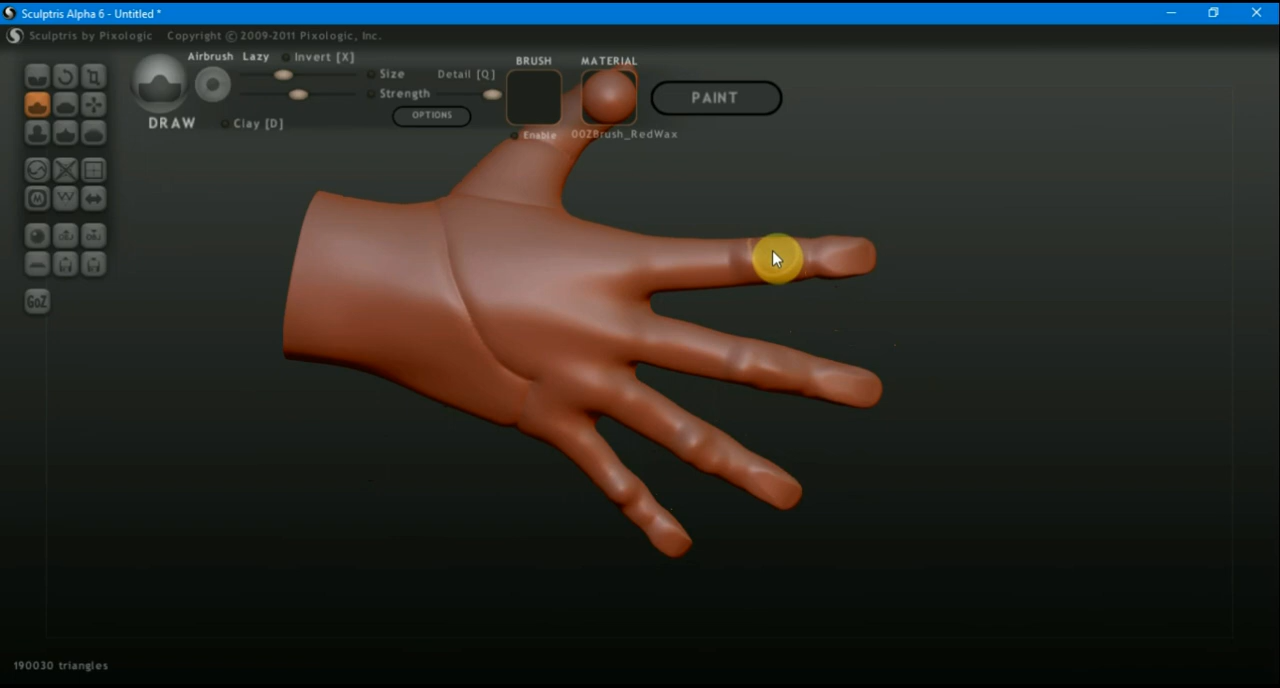 Sculptris Alpha 6 - Untitled *
Sculptris by Pixologic Copyright © 2009-2011 Pixologic, Inc.
Airbrush Lazy Invert [X]
BRUSH MATERIAL
Size Detail [Q]
Strength
PAINT
OPTIONS
DRAW Clay [D]
Enable 00ZBrush_RedWax
GoZ
190030 triangles